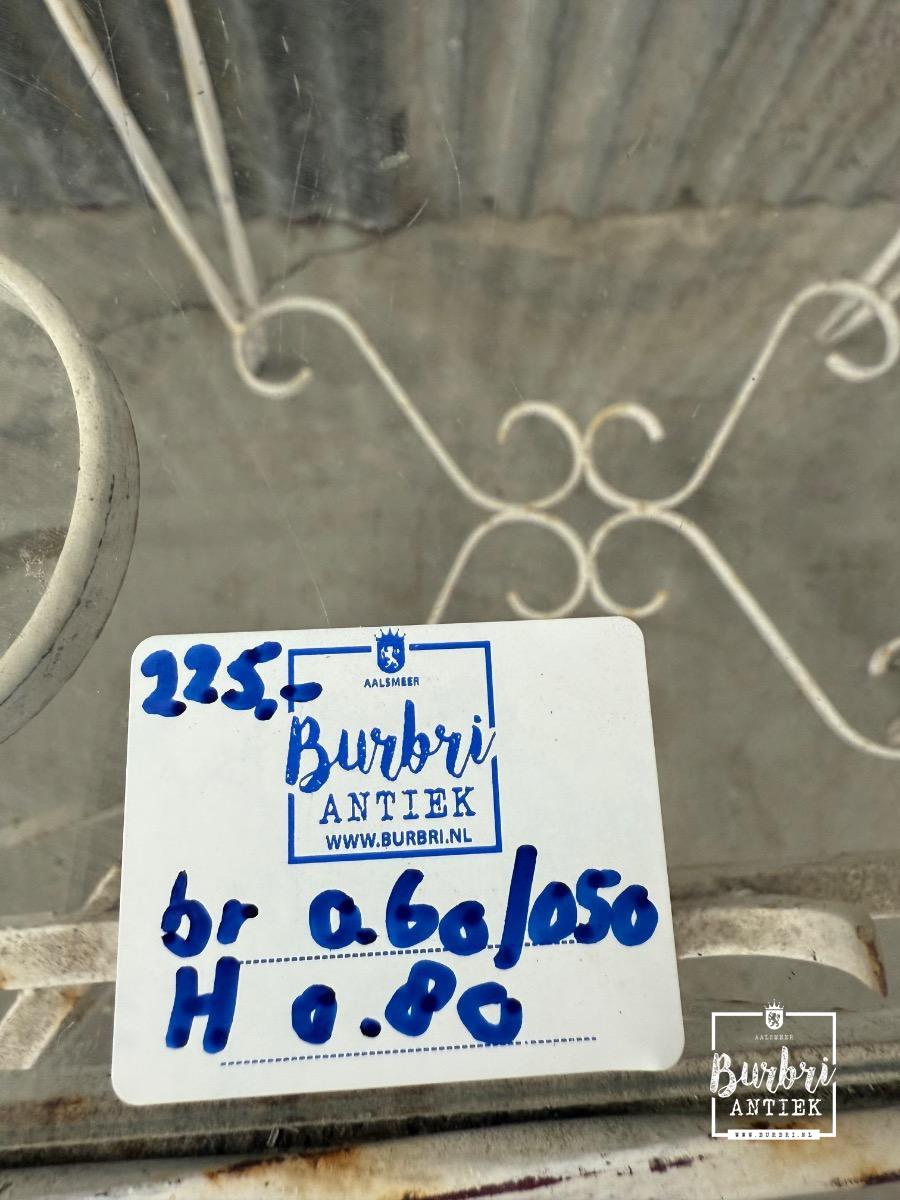 225,-
AALSMEER
Burbri
ANTIEK
WWW.BURBRI.NL
br 0.60/050
H 0.80
AALSMEER
Burbri
ANTIEK
WWW.BURBRI.NL